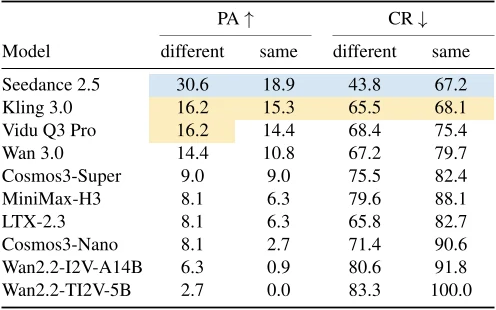 PA ↑ CR ↓
Model different same different same
Seedance 2.5 30.6 18.9 43.8 67.2
Kling 3.0 16.2 15.3 65.5 68.1
Vidu Q3 Pro 16.2 14.4 68.4 75.4
Wan 3.0 14.4 10.8 67.2 79.7
Cosmos3-Super 9.0 9.0 75.5 82.4
MiniMax-H3 8.1 6.3 79.6 88.1
LTX-2.3 8.1 6.3 65.8 82.7
Cosmos3-Nano 8.1 2.7 71.4 90.6
Wan2.2-I2V-A14B 6.3 0.9 80.6 91.8
Wan2.2-TI2V-5B 2.7 0.0 83.3 100.0